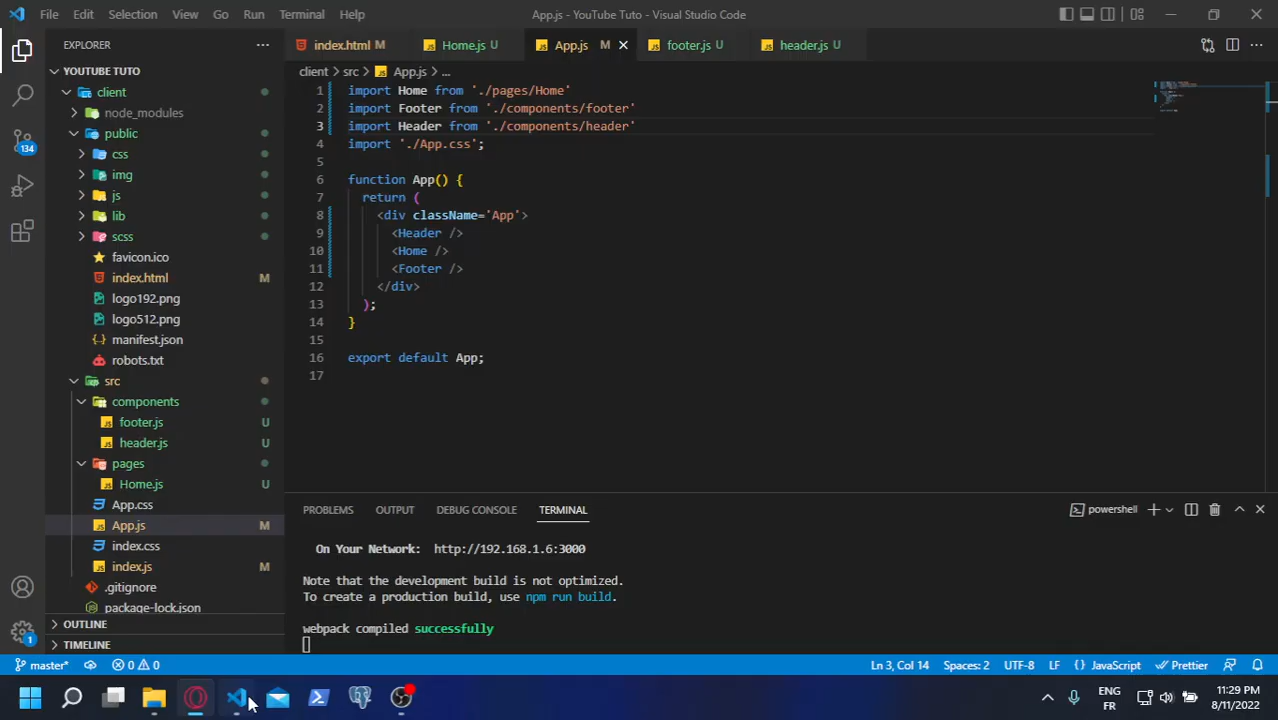 File Edit Selection View Go Run Terminal Help App.js - YouTube Tuto - Visual Studio Code
EXPLORER
index.html M Home.js U App.js M footer.js U header.js U
YOUTUBE TUTO
client > src > App.js > ...
client
node_modules
public
css
img
js
lib
scss
favicon.ico
index.html M
logo192.png
logo512.png
manifest.json
robots.txt
src
components
footer.js U
header.js U
pages
Home.js U
App.css
App.js M
index.css
index.js M
.gitignore
package-lock.json
OUTLINE
TIMELINE
134
1
1 import Home from './pages/Home'
2 import Footer from './components/footer'
3 import Header from './components/header'
4 import './App.css';
5
6 function App() {
7 return (
8 <div className='App'>
9 <Header />
10 <Home />
11 <Footer />
12 </div>
13 );
14 }
15
16 export default App;
17
PROBLEMS OUTPUT DEBUG CONSOLE TERMINAL powershell
On Your Network: http://192.168.1.6:3000
Note that the development build is not optimized.
To create a production build, use npm run build.
webpack compiled successfully
master* 0 0 Ln 3, Col 14 Spaces: 2 UTF-8 LF {} JavaScript Prettier
ENG
FR
11:29 PM
8/11/2022